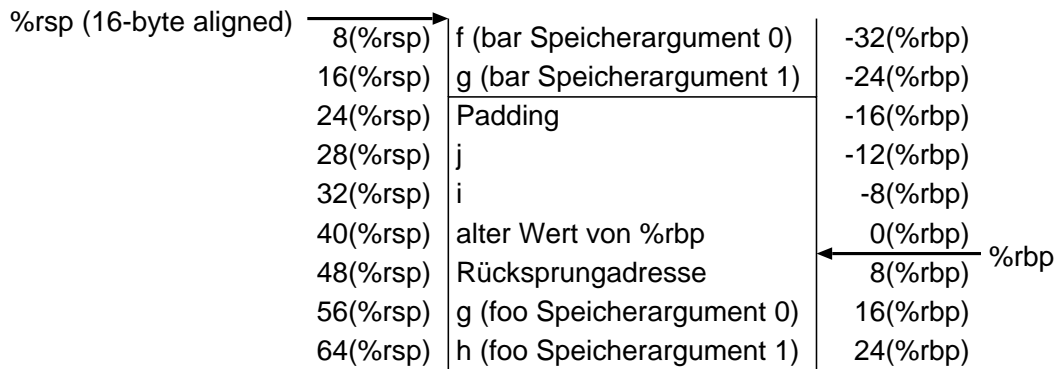 %rsp (16-byte aligned)
8(%rsp) f (bar Speicherargument 0) -32(%rbp)
16(%rsp) g (bar Speicherargument 1) -24(%rbp)
24(%rsp) Padding -16(%rbp)
28(%rsp) j -12(%rbp)
32(%rsp) i -8(%rbp)
40(%rsp) alter Wert von %rbp 0(%rbp)
%rbp
48(%rsp) Rücksprungadresse 8(%rbp)
56(%rsp) g (foo Speicherargument 0) 16(%rbp)
64(%rsp) h (foo Speicherargument 1) 24(%rbp)